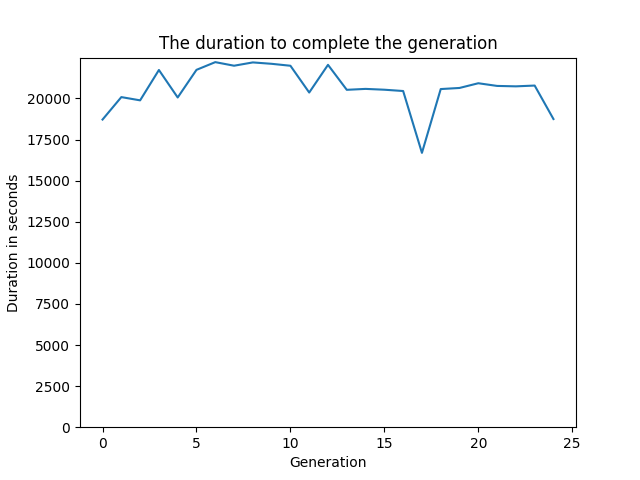 The duration to complete the generation
20000
17500
15000
12500
10000
7500
5000
2500
0
Duration in seconds
0 5 10 15 20 25
Generation